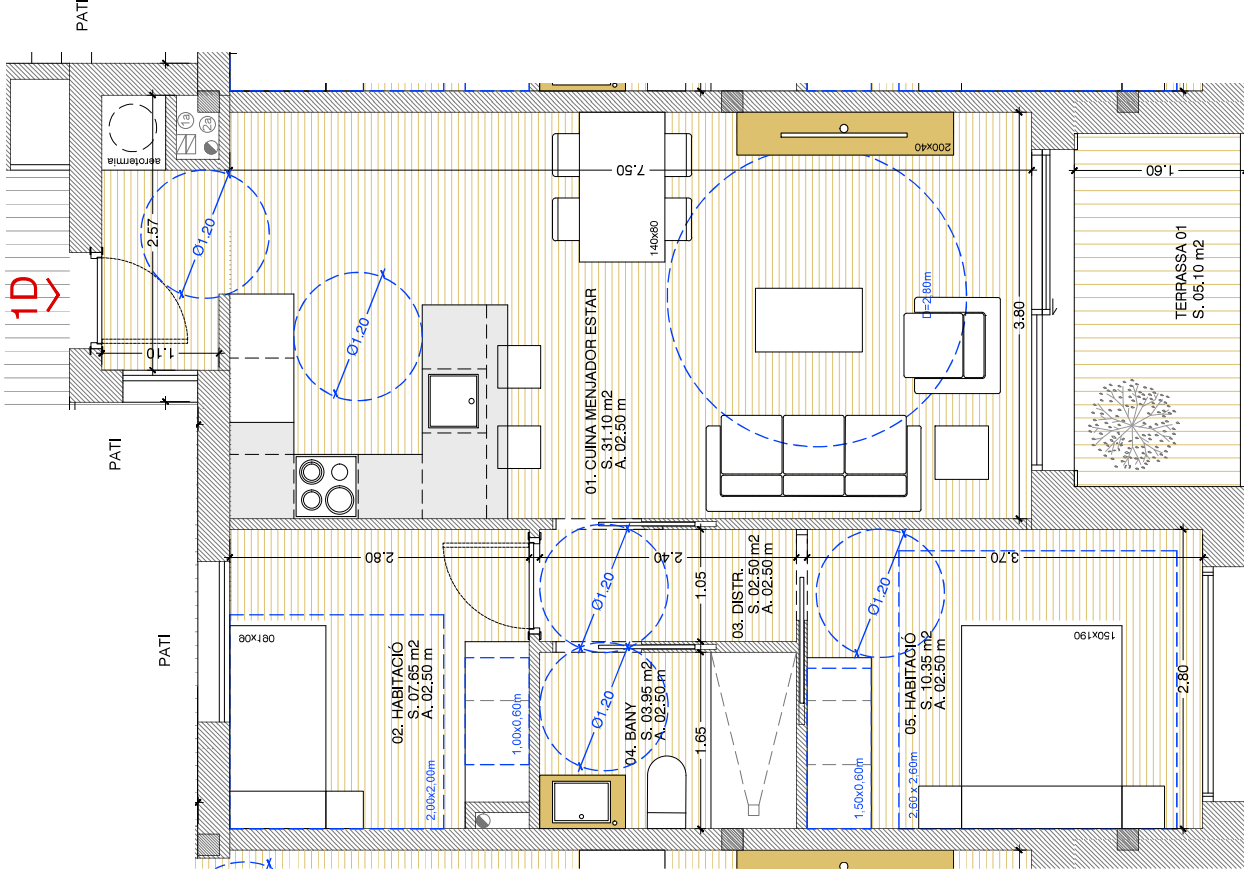 PATI
1a
2a
aerotermia
2.57
Ø1.20
1D
1.10
PATI
PATI
Ø1.20
7.50
140x80
200x40
D=2.80m
3.80
1.60
TERRASSA 01
S. 05.10 m2
01. CUINA MENJADOR ESTAR
S. 31.10 m2
A. 02.50 m
2.80
90x190
02. HABITACIÓ
S. 07.65 m2
A. 02.50 m
2,00x2,00m
1,00x0,60m
2.40
Ø1.20
1.05
03. DISTR.
S. 02.50 m2
A. 02.50 m
Ø1.20
04. BANY
S. 03.95 m2
A. 02.50 m
1.65
3.70
Ø1.20
150x190
05. HABITACIÓ
S. 10.35 m2
A. 02.50 m
1,50x0,60m
2.60 x 2.60m
2.80